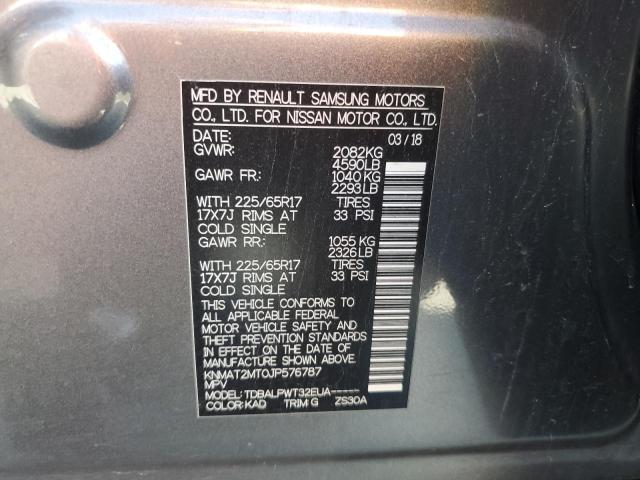 MFD BY RENAULT SAMSUNG MOTORS
CO., LTD. FOR NISSAN MOTOR CO., LTD.
DATE: 03/18
GVWR: 2082KG
4590LB
GAWR FR.: 1040 KG
2293 LB
WITH 225/65R17 TIRES
17X7J RIMS AT 33 PSI
COLD SINGLE
GAWR RR.: 1055 KG
2326 LB
WITH 225/65R17 TIRES
17X7J RIMS AT 33 PSI
COLD SINGLE
THIS VEHICLE CONFORMS TO
ALL APPLICABLE FEDERAL
MOTOR VEHICLE SAFETY AND
THEFT PREVENTION STANDARDS
IN EFFECT ON THE DATE OF
MANUFACTURE SHOWN ABOVE.
KNMAT2MT0JP576787
MPV
MODEL: TDBALPWT32EUA-----
COLOR: KAD TRIM G ZS30A